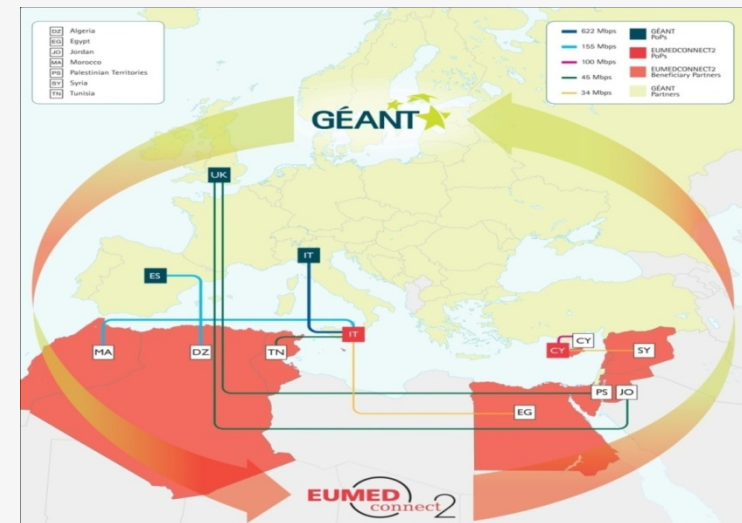 DZ Algeria
EG Egypt
JO Jordan
MA Morocco
PS Palestinian Territories
SY Syria
TN Tunisia
622 Mbps
155 Mbps
100 Mbps
45 Mbps
34 Mbps
GÉANT
PoPs
EUMEDCONNECT2
PoPs
EUMEDCONNECT2
Beneficiary Partners
GÉANT
Partners
GÉANT
UK
IT
ES
IT
MA
DZ
TN
CY
CY
SY
PS
JO
EG
EUMED
connect2